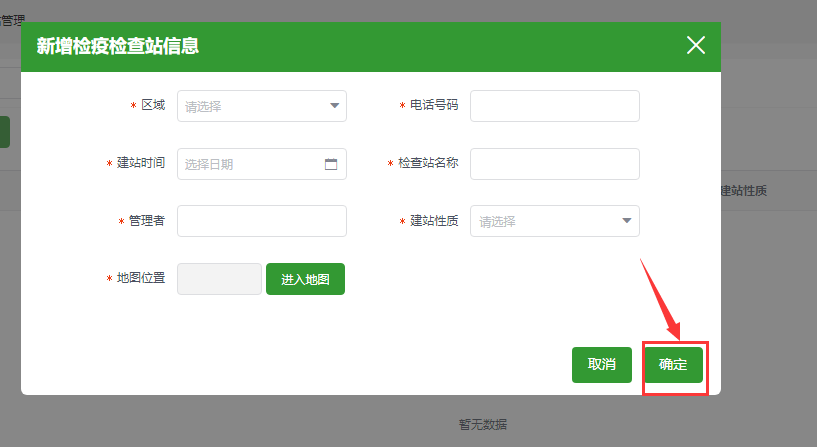 管理
新增检疫检查站信息
* 区域 请选择 * 电话号码
* 建站时间 选择日期 * 检查站名称
建站性质
* 管理者 * 建站性质 请选择
* 地图位置 进入地图
取消 确定
暂无数据